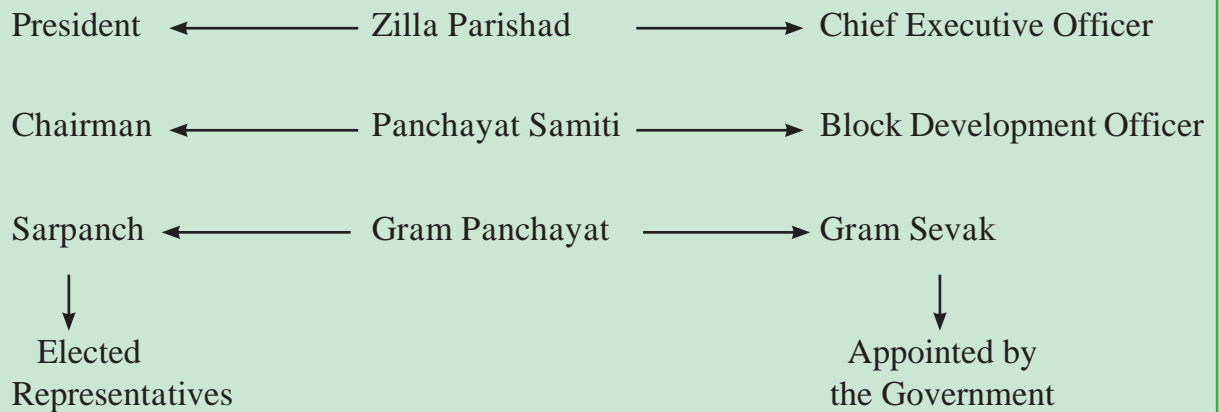 President Zilla Parishad Chief Executive Officer
Chairman Panchayat Samiti Block Development Officer
Sarpanch Gram Panchayat Gram Sevak
Elected Appointed by
Representatives the Government